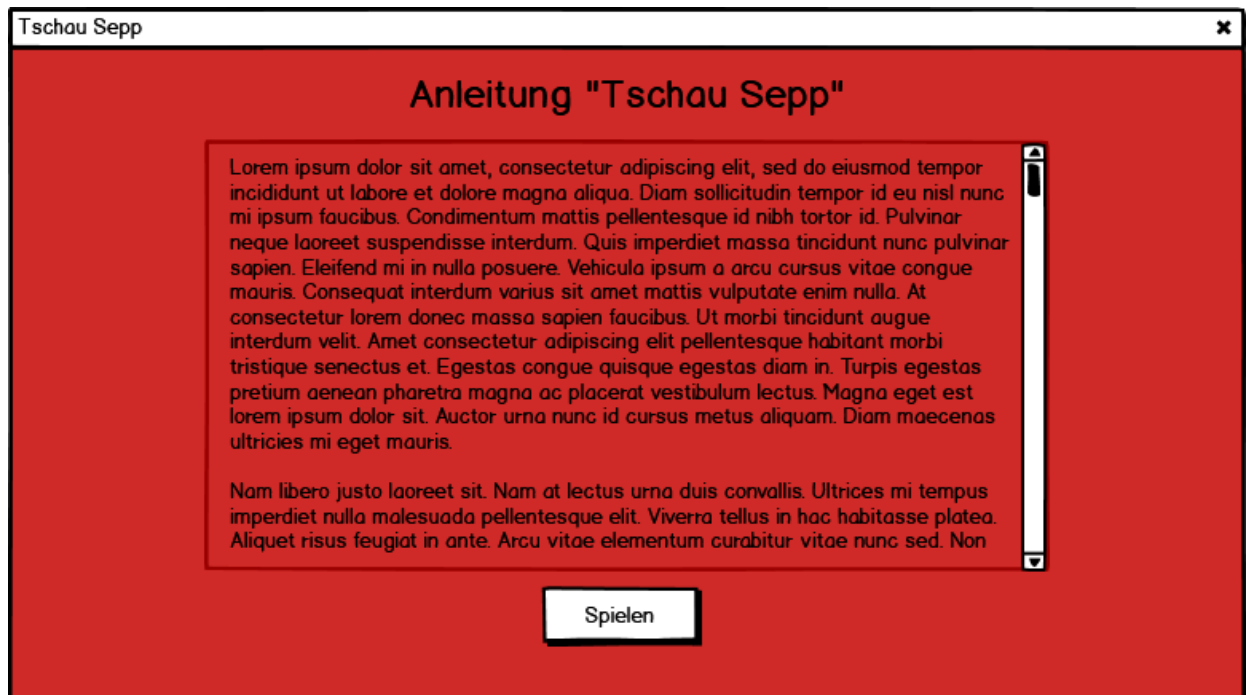 Tschau Sepp
Anleitung "Tschau Sepp"
Lorem ipsum dolor sit amet, consectetur adipiscing elit, sed do eiusmod tempor
incididunt ut labore et dolore magna aliqua. Diam sollicitudin tempor id eu nisl nunc
mi ipsum faucibus. Condimentum mattis pellentesque id nibh tortor id. Pulvinar
neque laoreet suspendisse interdum. Quis imperdiet massa tincidunt nunc pulvinar
sapien. Eleifend mi in nulla posuere. Vehicula ipsum a arcu cursus vitae congue
mauris. Consequat interdum varius sit amet mattis vulputate enim nulla. At
consectetur lorem donec massa sapien faucibus. Ut morbi tincidunt augue
interdum velit. Amet consectetur adipiscing elit pellentesque habitant morbi
tristique senectus et. Egestas congue quisque egestas diam in. Turpis egestas
pretium aenean pharetra magna ac placerat vestibulum lectus. Magna eget est
lorem ipsum dolor sit. Auctor urna nunc id cursus metus aliquam. Diam maecenas
ultricies mi eget mauris.
Nam libero justo laoreet sit. Nam at lectus urna duis convallis. Ultrices mi tempus
imperdiet nulla malesuada pellentesque elit. Viverra tellus in hac habitasse platea.
Aliquet risus feugiat in ante. Arcu vitae elementum curabitur vitae nunc sed. Non
Spielen